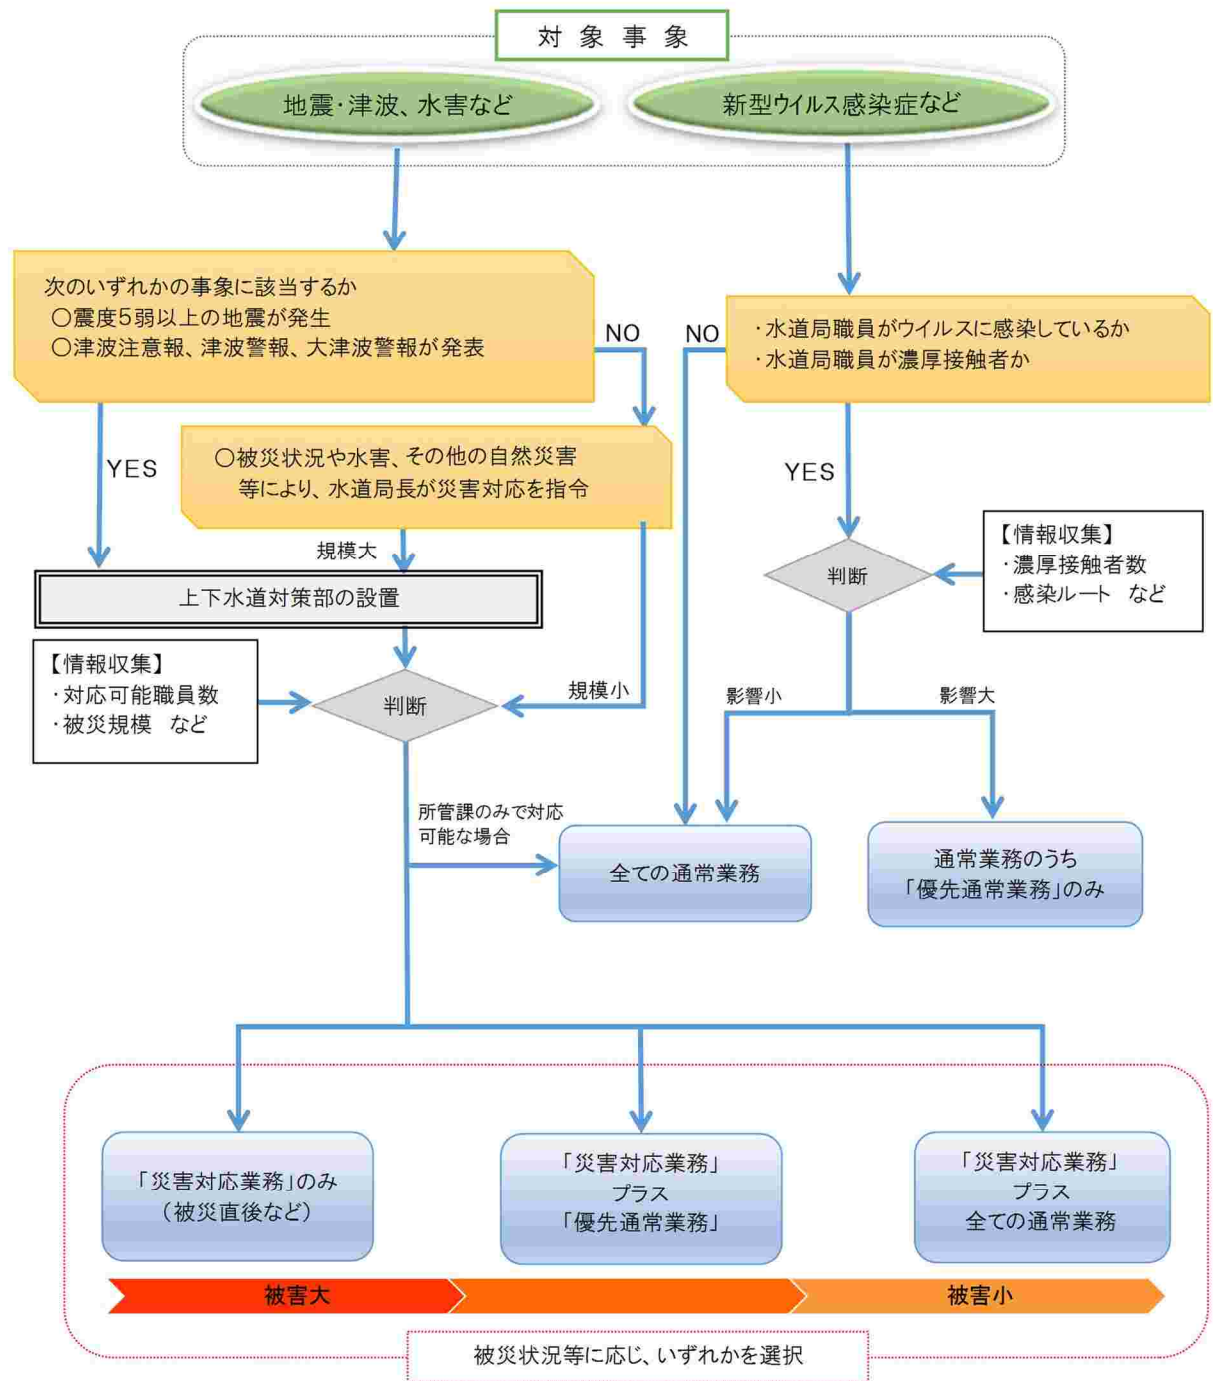 対 象 事 象
地震・津波、水害など
新型ウイルス感染症など
次のいずれかの事象に該当するか
○震度5弱以上の地震が発生
○津波注意報、津波警報、大津波警報が発表
NO
NO
・水道局職員がウイルスに感染しているか
・水道局職員が濃厚接触者か
YES
○被災状況や水害、その他の自然災害
等により、水道局長が災害対応を指令
YES
規模大
【情報収集】
・濃厚接触者数
・感染ルート など
判断
上下水道対策部の設置
【情報収集】
・対応可能職員数
・被災規模 など
判断
規模小
影響小
影響大
所管課のみで対応
可能な場合
全ての通常業務
通常業務のうち
「優先通常業務」のみ
「災害対応業務」のみ
(被災直後など)
「災害対応業務」
プラス
「優先通常業務」
「災害対応業務」
プラス
全ての通常業務
被害大
被害小
被災状況等に応じ、いずれかを選択